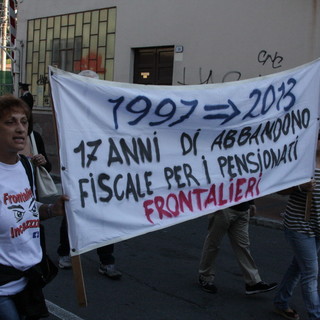 1997 ⇒ 2013
17 ANNI DI ABBANDONO
FISCALE PER I PENSIONATI
FRONTALIERI